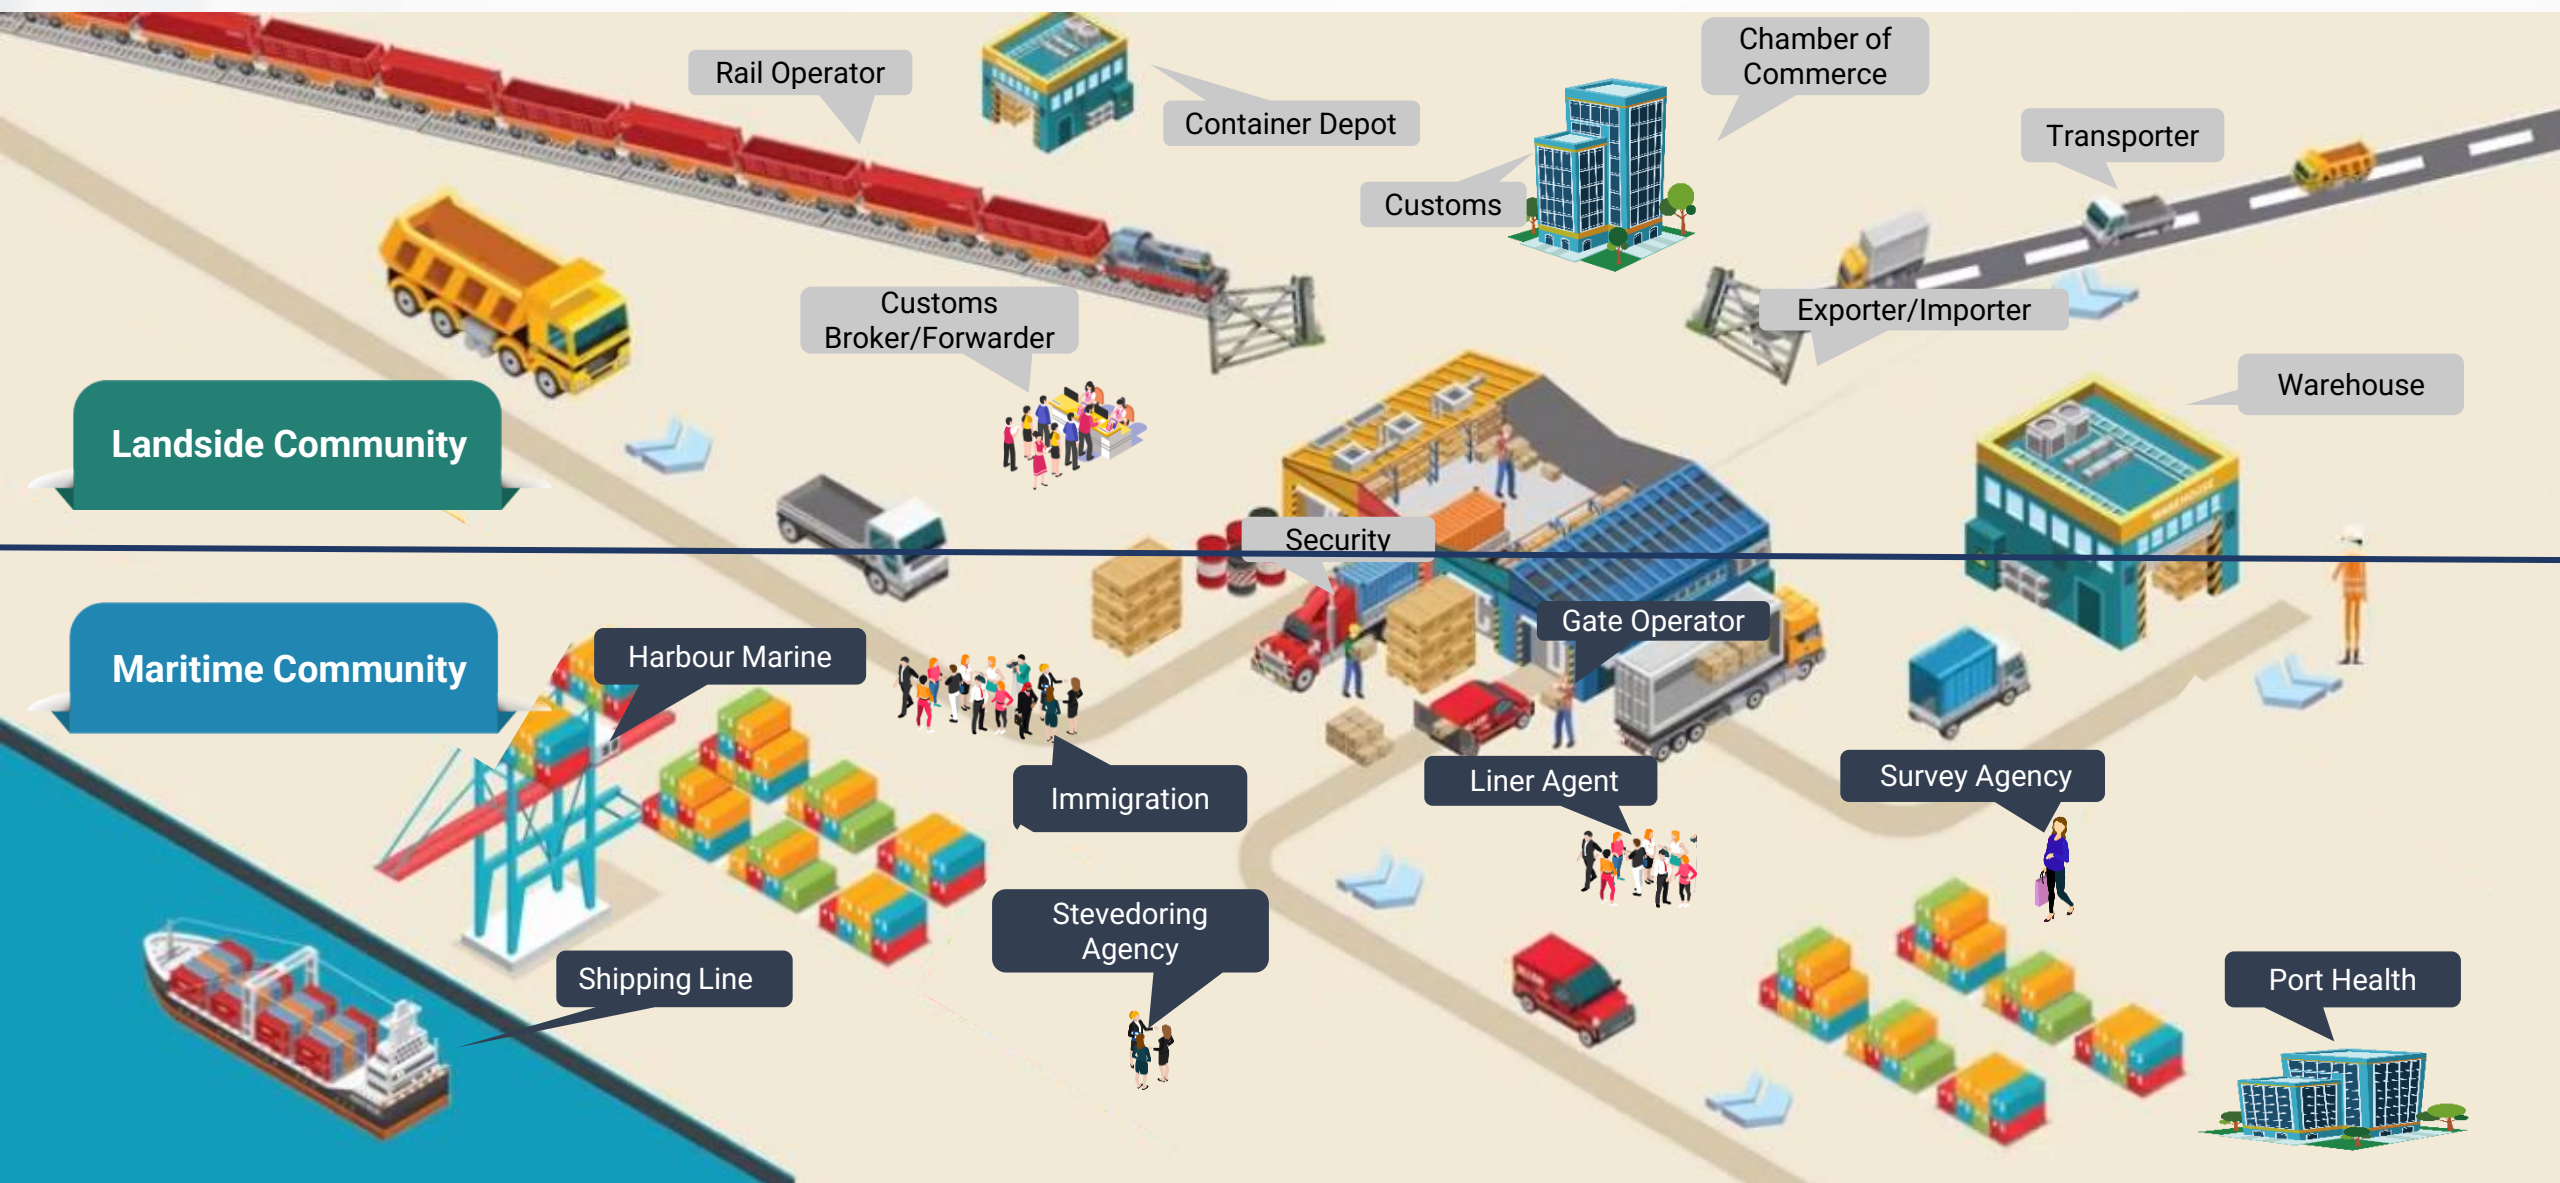 Chamber of
Commerce
Rail Operator
Container Depot
Transporter
Customs
Customs
Broker/Forwarder
Exporter/Importer
Warehouse
Landside Community
WAREHOUSE
Security
Gate Operator
Harbour Marine
Maritime Community
Immigration
Liner Agent
Survey Agency
Stevedoring
Agency
Shipping Line
Port Health